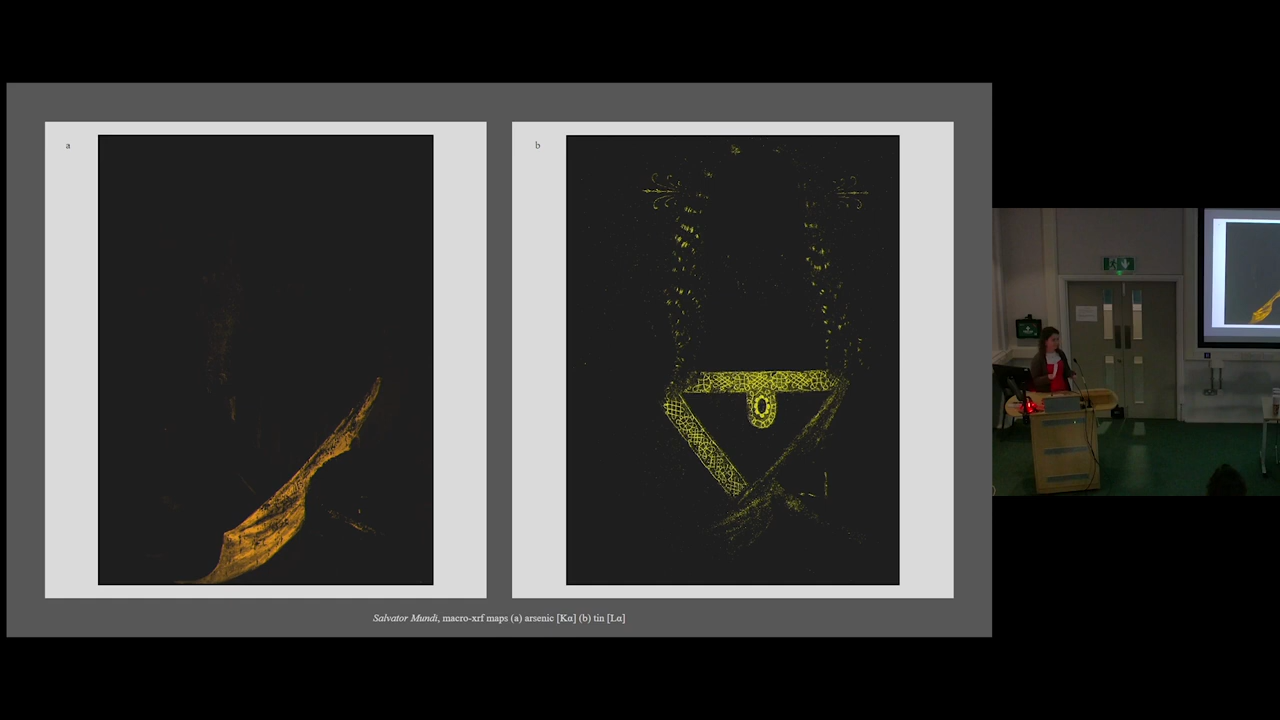 a
b
Salvator Mundi, macro-xrf maps (a) arsenic [Kα] (b) tin [Lα]